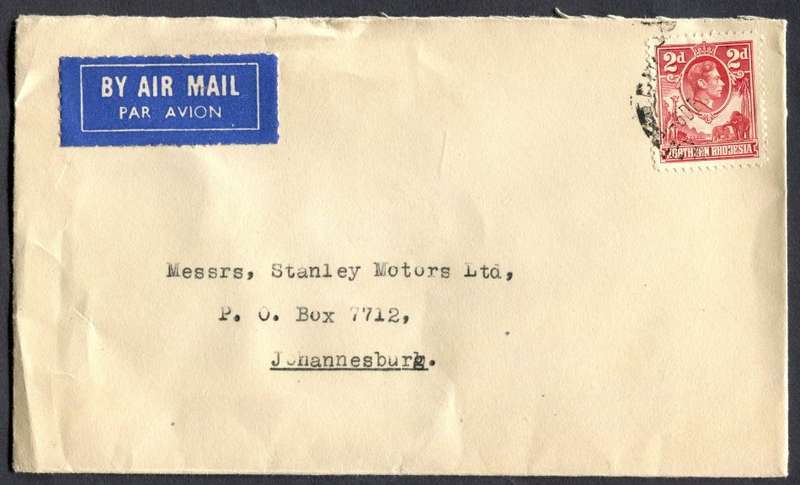 BY AIR MAIL
PAR AVION
2d 2d
NORTHERN RHODESIA
Messrs, Stanley Motors Ltd,
P. O. Box 7712,
Johannesburg.